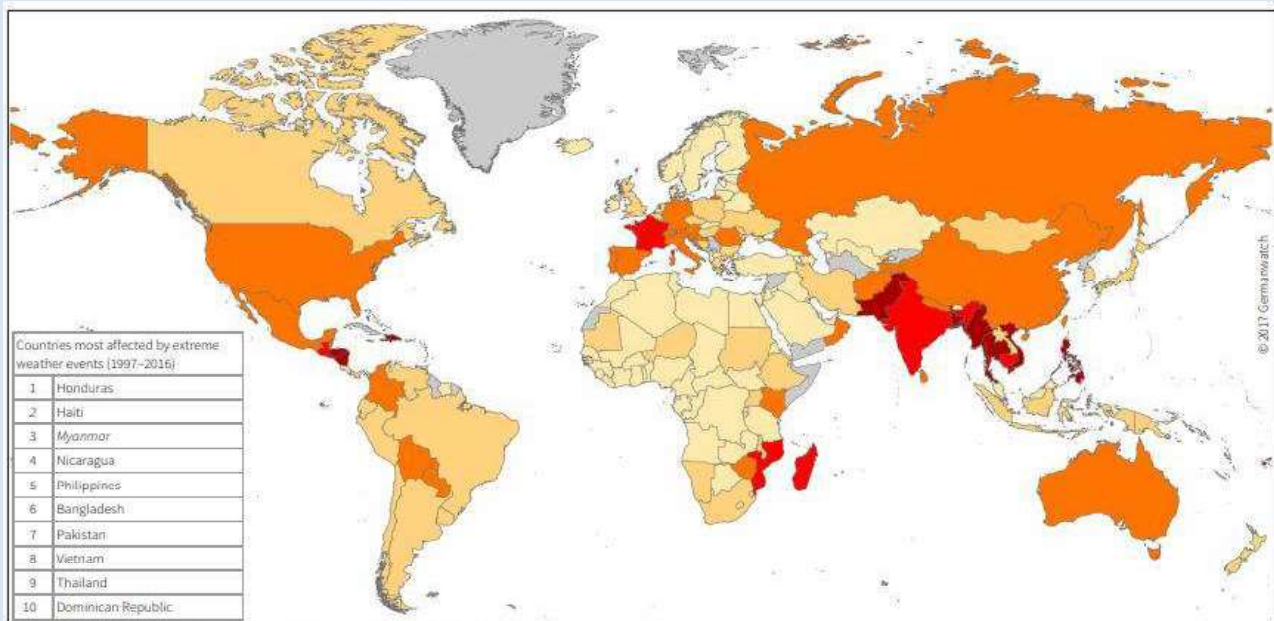 Countries most affected by extreme
weather events (1997–2016)
1 Honduras
2 Haiti
3 Myanmar
4 Nicaragua
5 Philippines
6 Bangladesh
7 Pakistan
8 Vietnam
9 Thailand
10 Dominican Republic
© 2017 Germanwatch